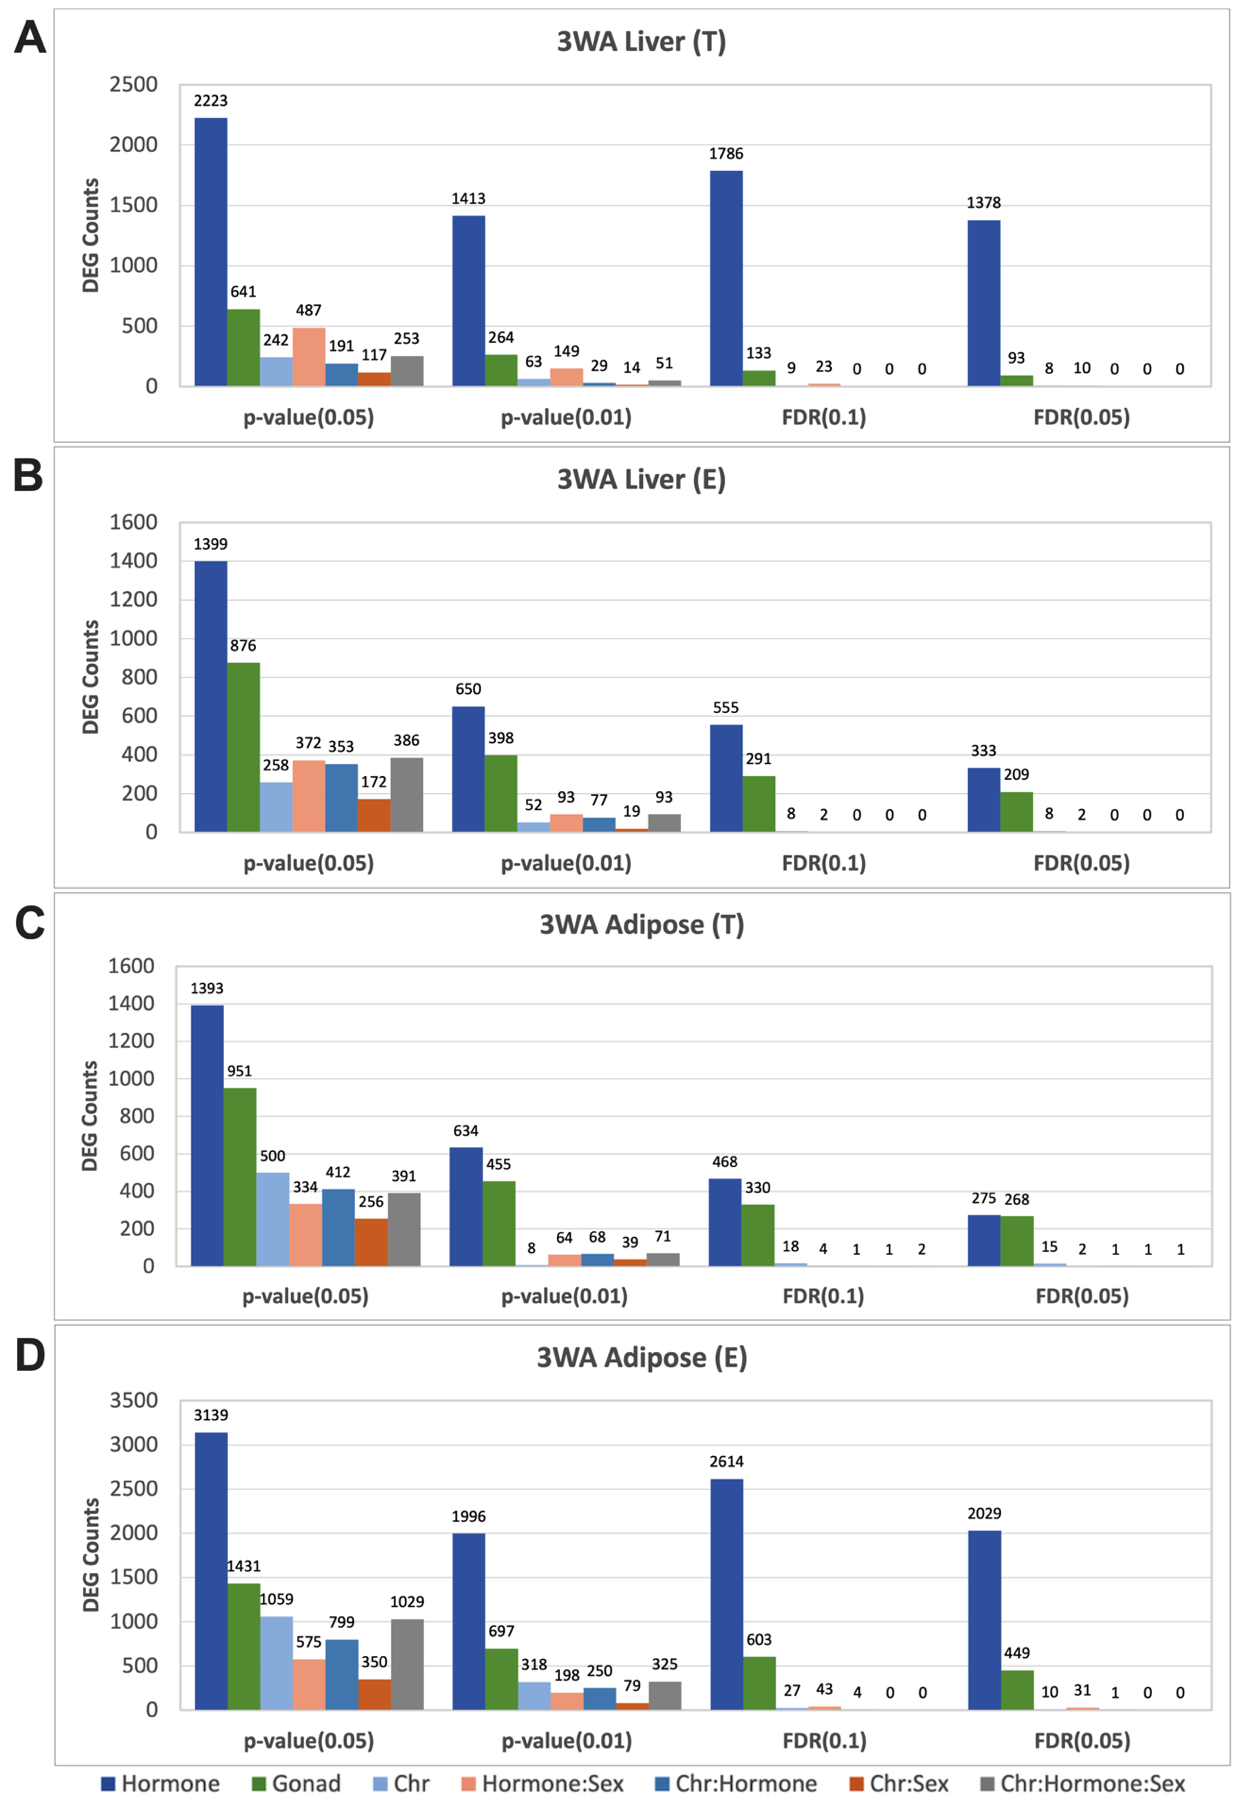 A
3WA Liver (T)
DEG Counts
2500
2000
1500
1000
500
0
2223 641 242 487 191 117 253
1413 264 63 149 29 14 51
1786 133 9 23 0 0 0
1378 93 8 10 0 0 0
p-value(0.05) p-value(0.01) FDR(0.1) FDR(0.05)
B
3WA Liver (E)
DEG Counts
1600
1400
1200
1000
800
600
400
200
0
1399 876 258 372 353 172 386
650 398 52 93 77 19 93
555 291 8 2 0 0 0
333 209 8 2 0 0 0
p-value(0.05) p-value(0.01) FDR(0.1) FDR(0.05)
C
3WA Adipose (T)
DEG Counts
1600
1400
1200
1000
800
600
400
200
0
1393 951 500 334 412 256 391
634 455 8 64 68 39 71
468 330 18 4 1 1 2
275 268 15 2 1 1 1
p-value(0.05) p-value(0.01) FDR(0.1) FDR(0.05)
D
3WA Adipose (E)
DEG Counts
3500
3000
2500
2000
1500
1000
500
0
3139 1431 1059 575 799 350 1029
1996 697 318 198 250 79 325
2614 603 27 43 4 0 0
2029 449 10 31 1 0 0
p-value(0.05) p-value(0.01) FDR(0.1) FDR(0.05)
Hormone Gonad Chr Hormone:Sex Chr:Hormone Chr:Sex Chr:Hormone:Sex